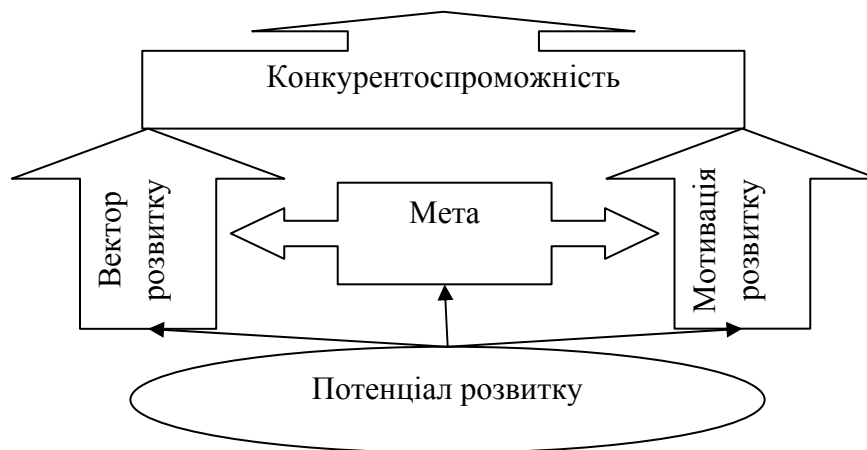 Конкурентоспроможність
Вектор
розвитку
Мета
Мотивація
розвитку
Потенціал розвитку